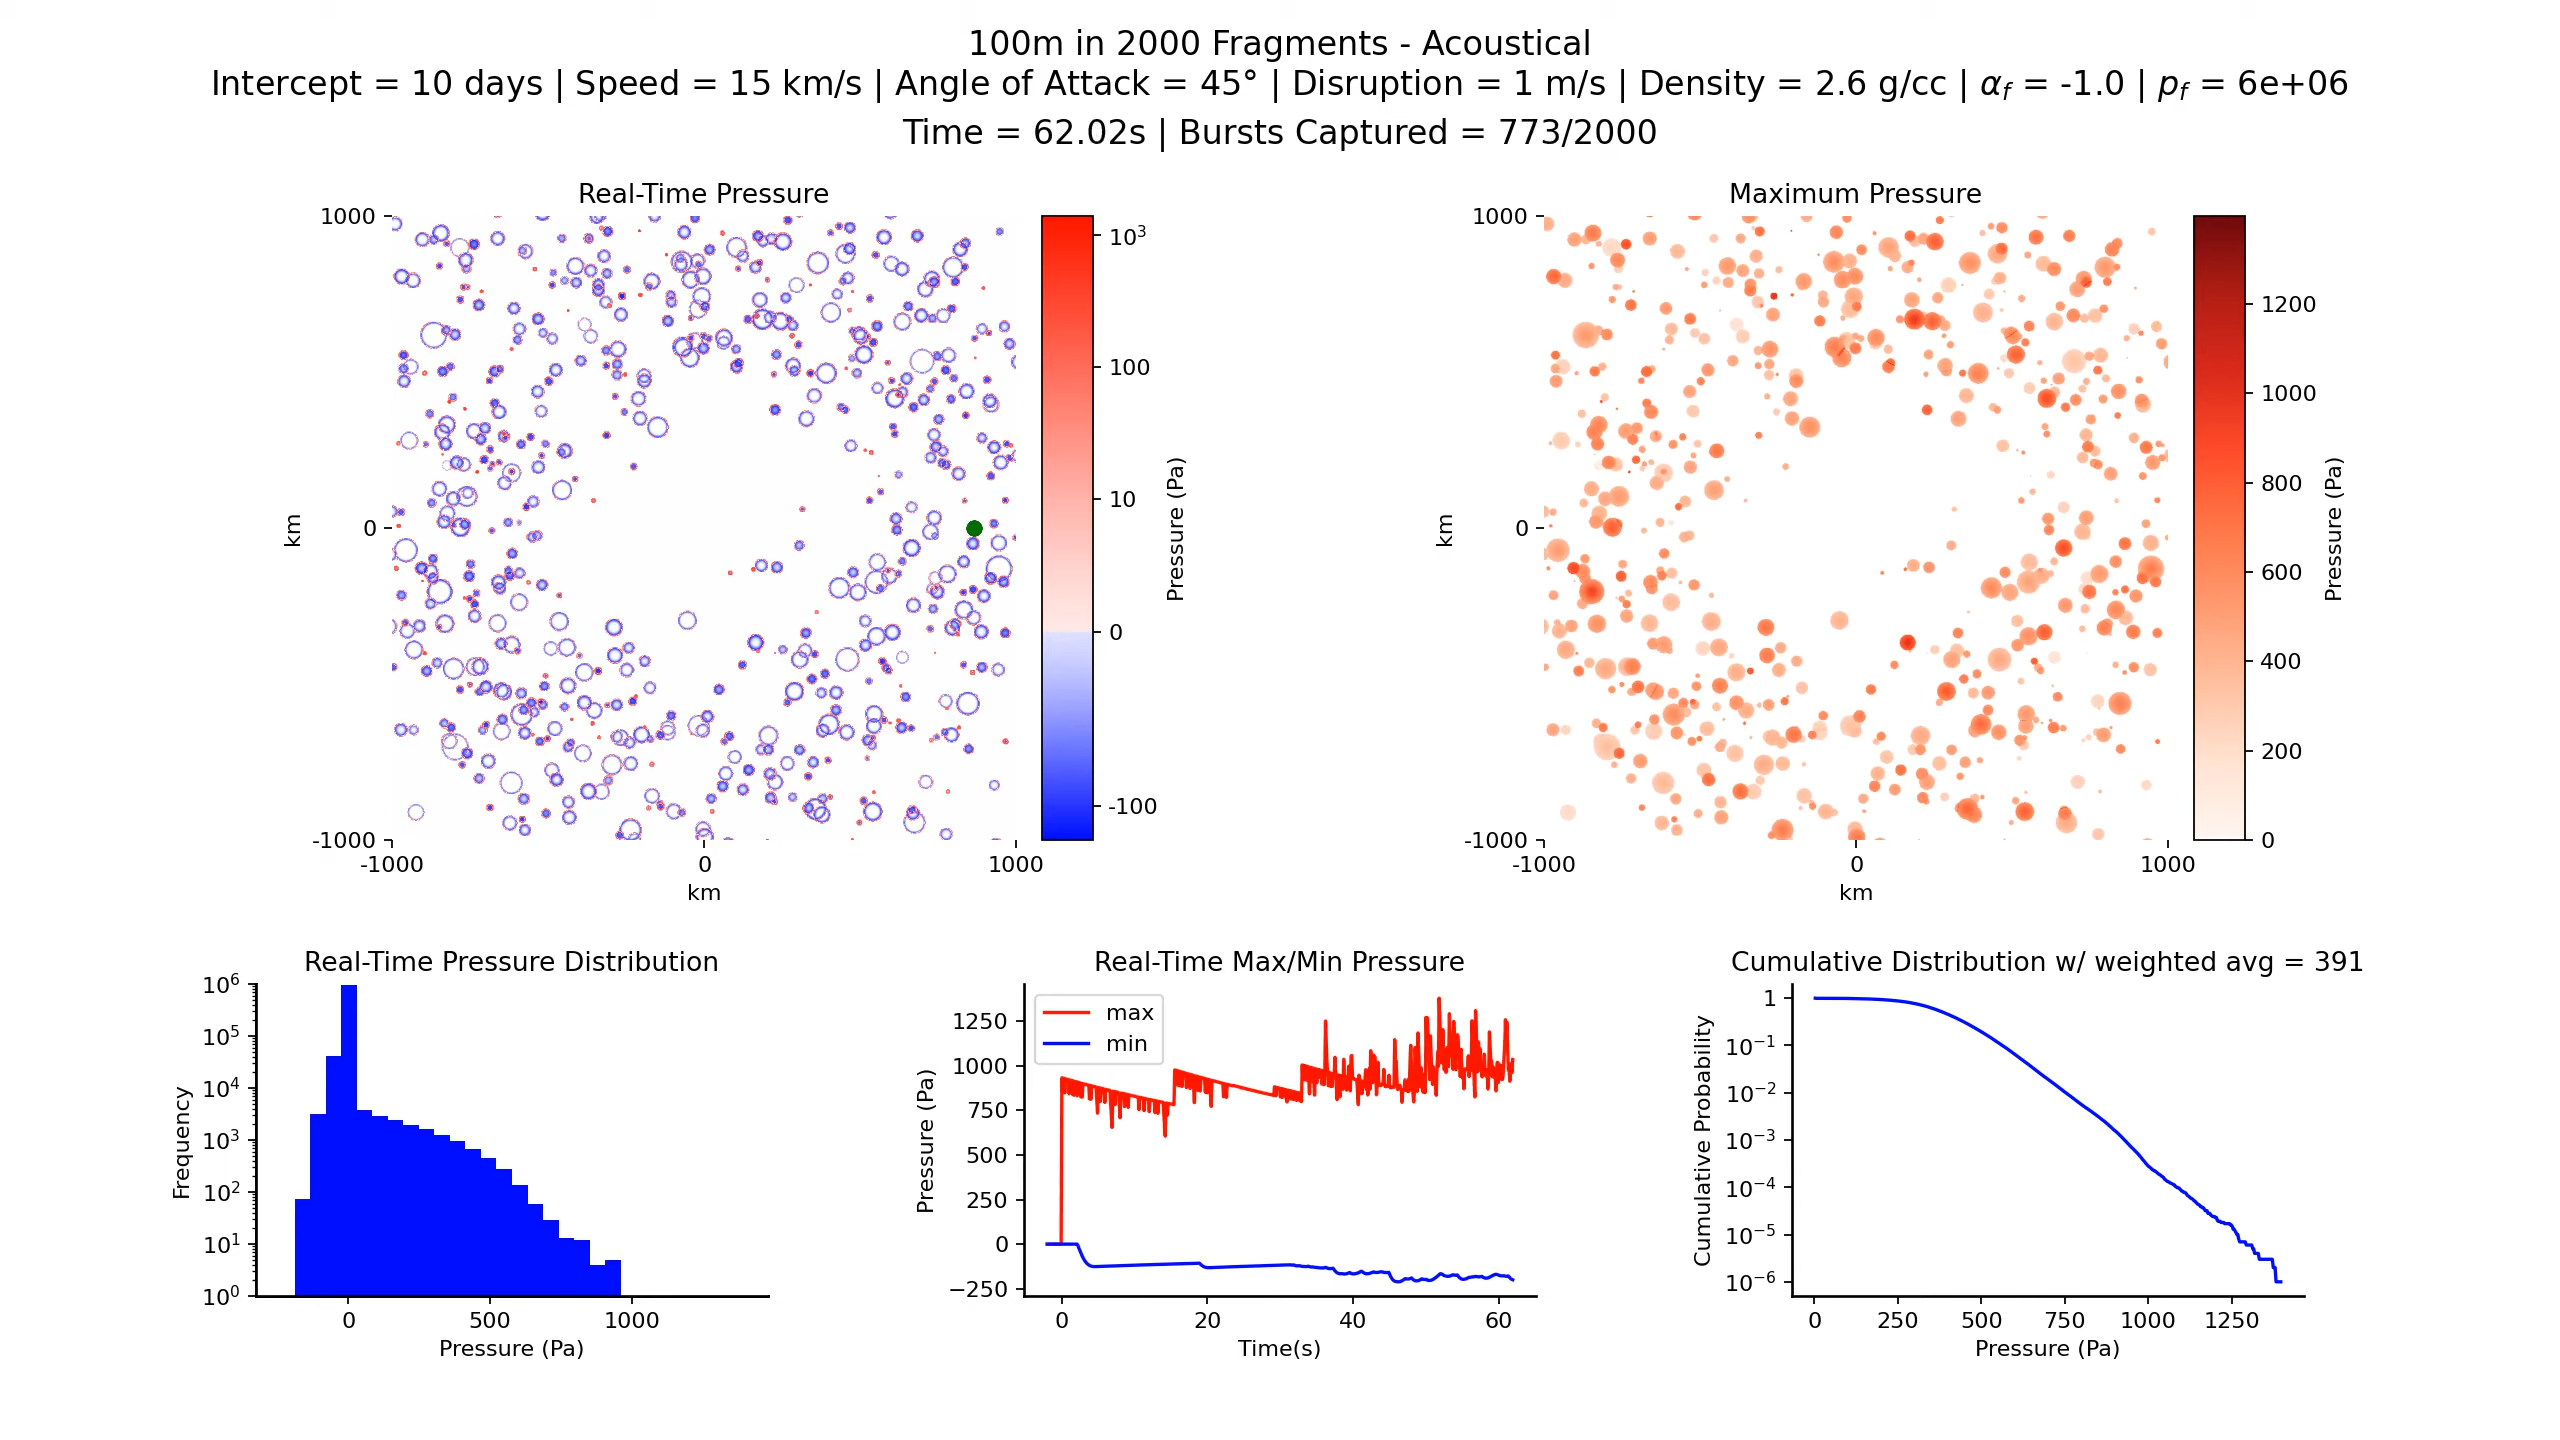 100m in 2000 Fragments - Acoustical
Intercept = 10 days | Speed = 15 km/s | Angle of Attack = 45° | Disruption = 1 m/s | Density = 2.6 g/cc | α_f = -1.0 | p_f = 6e+06
Time = 62.02s | Bursts Captured = 773/2000
Real-Time Pressure
1000
0
-1000
km
-1000 0 1000
km
10³
100
10
0
-100
Pressure (Pa)
Maximum Pressure
1000
0
-1000
km
-1000 0 1000
km
1200
1000
800
600
400
200
0
Pressure (Pa)
Real-Time Pressure Distribution
10⁶
10⁵
10⁴
10³
10²
10¹
10⁰
Frequency
0 500 1000
Pressure (Pa)
Real-Time Max/Min Pressure
max
min
1250
1000
750
500
250
0
−250
Pressure (Pa)
0 20 40 60
Time(s)
Cumulative Distribution w/ weighted avg = 391
1
10⁻¹
10⁻²
10⁻³
10⁻⁴
10⁻⁵
10⁻⁶
Cumulative Probability
0 250 500 750 1000 1250
Pressure (Pa)